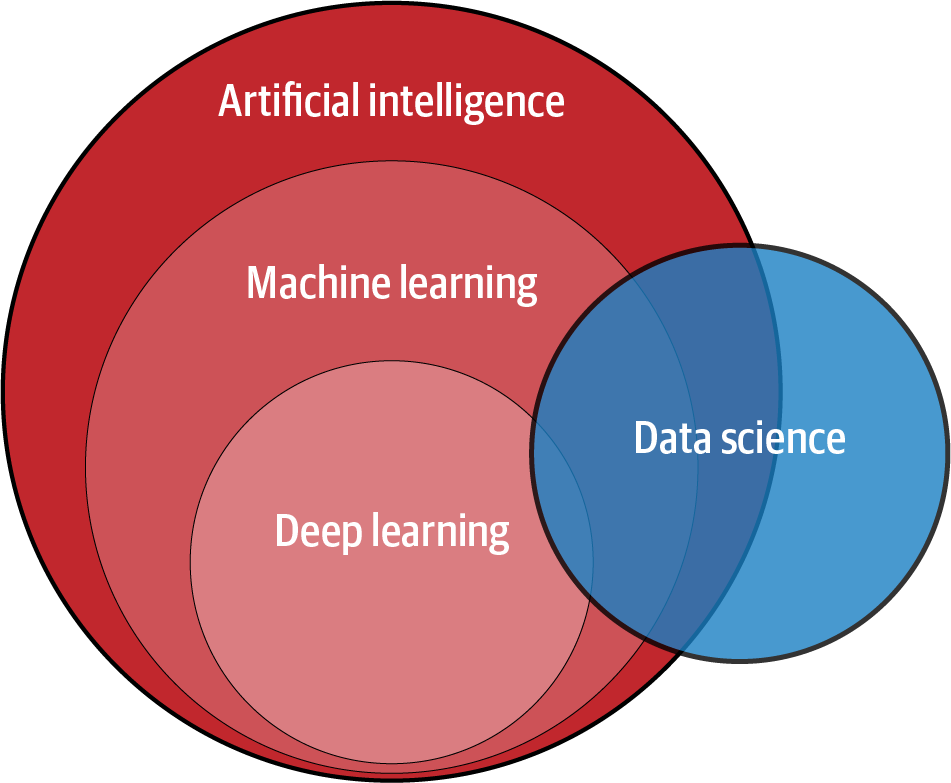 Artificial intelligence
Machine learning
Data science
Deep learning